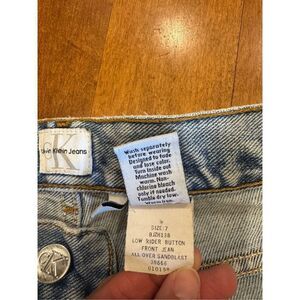 CK
Calvin Klein Jeans
Wash separately
before wearing
Designed to fade
and lose color.
Turn inside out
Machine wash
warm. Non-
chlorine bleach
only if needed.
Tumble dry low.
SIZE 7
LOW RIDER BUTTON
FRONT JEAN
ALL OVER SANDBLAST